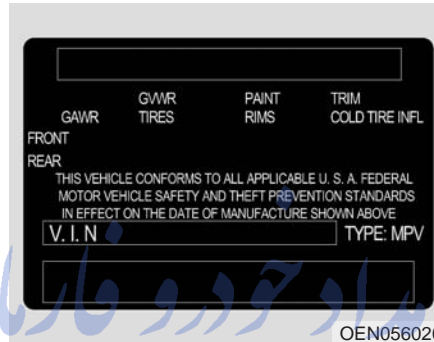 GVWR PAINT TRIM
GAWR TIRES RIMS COLD TIRE INFL
FRONT
REAR
THIS VEHICLE CONFORMS TO ALL APPLICABLE U. S. A. FEDERAL
MOTOR VEHICLE SAFETY AND THEFT PREVENTION STANDARDS
IN EFFECT ON THE DATE OF MANUFACTURE SHOWN ABOVE
V. I. N TYPE: MPV
OEN05602